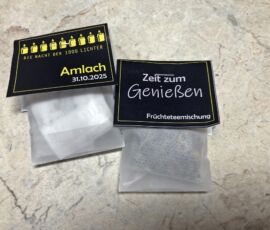 DIE NACHT DER 1000 LICHTER
Amlach
31.10.2025
Zeit zum
Genießen
Früchteteemischung